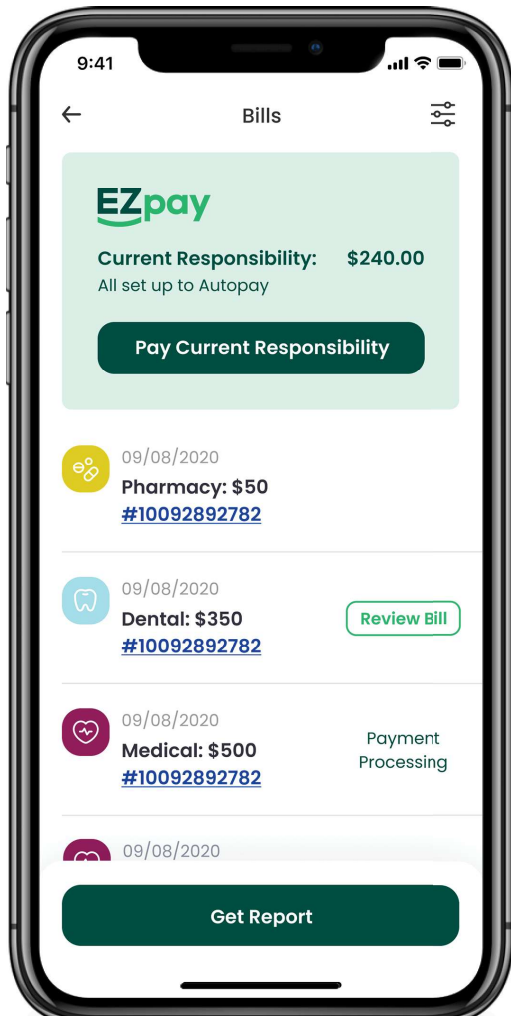 9:41
Bills
EZpay
Current Responsibility: $240.00
All set up to Autopay
Pay Current Responsibility
09/08/2020
Pharmacy: $50
#10092892782
09/08/2020
Dental: $350
Review Bill
#10092892782
09/08/2020
Medical: $500
Payment
Processing
#10092892782
09/08/2020
Get Report